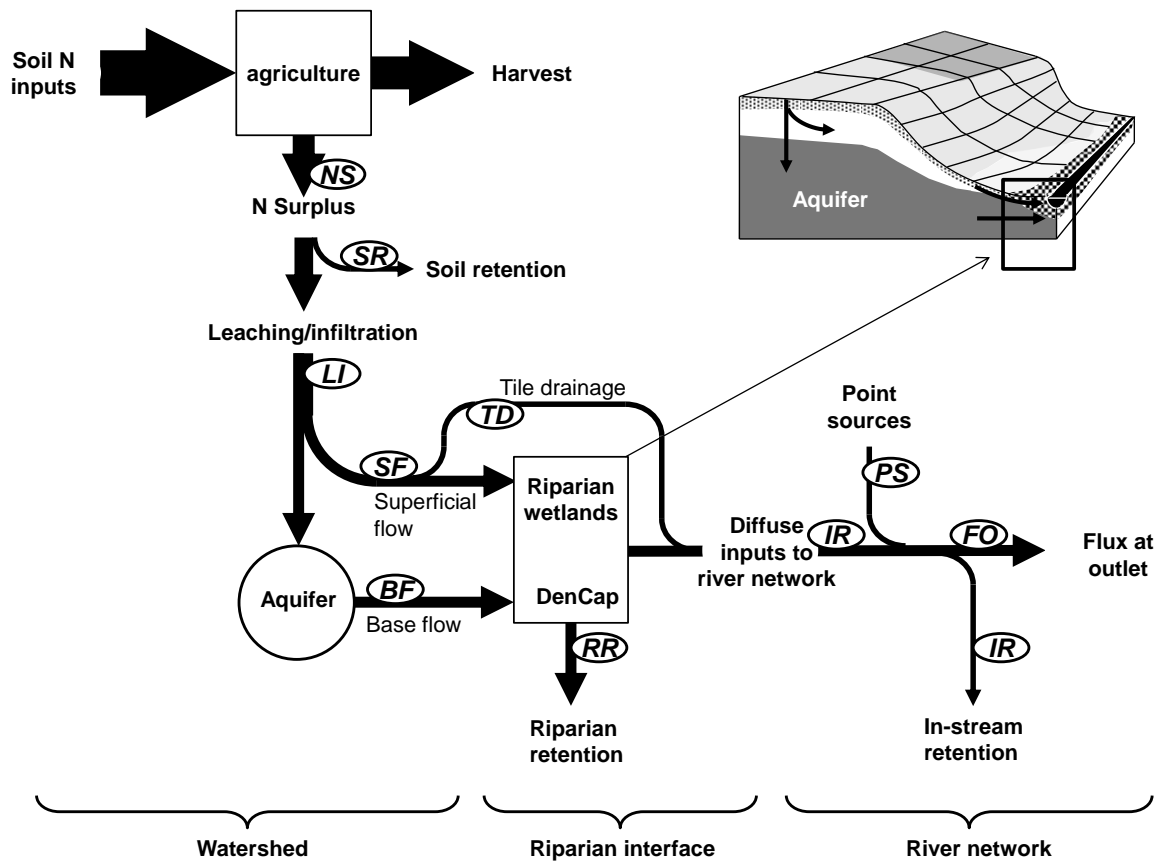 Soil N
inputs
agriculture
Harvest
NS
N Surplus
SR
Soil retention
Aquifer
Leaching/infiltration
LI
Tile drainage
TD
Point
sources
SF
Superficial
flow
Riparian
wetlands
PS
Diffuse
inputs to
river network
IR
FO
Flux at
outlet
Aquifer
BF
Base flow
DenCap
RR
IR
Riparian
retention
In-stream
retention
Watershed
Riparian interface
River network